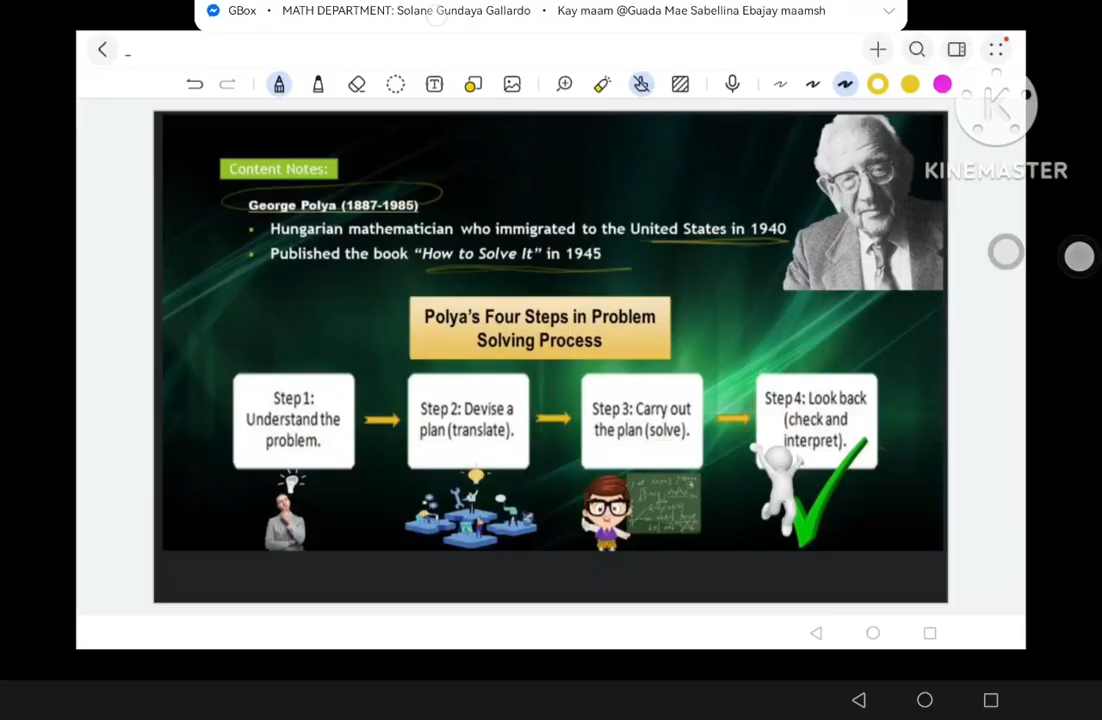 GBox • MATH DEPARTMENT: Solane Gundaya Gallardo • Kay maam @Guada Mae Sabellina Ebajay maamsh
K
KINEMASTER
Content Notes:
George Polya (1887-1985)
• Hungarian mathematician who immigrated to the United States in 1940
• Published the book "How to Solve It" in 1945
Polya's Four Steps in Problem
Solving Process
Step 1:
Understand the
problem.
Step 2: Devise a
plan (translate).
Step 3: Carry out
the plan (solve).
Step 4: Look back
(check and
interpret).